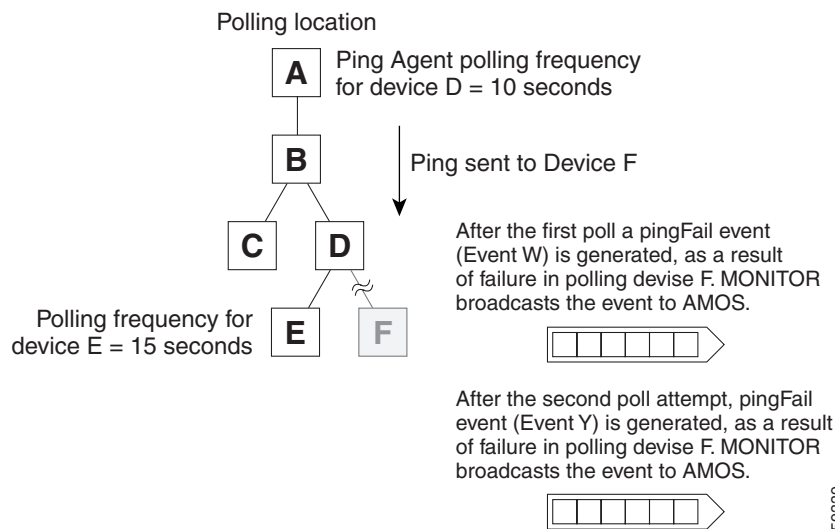 Polling location
A
Ping Agent polling frequency
for device D = 10 seconds
B
Ping sent to Device F
C
D
After the first poll a pingFail event
(Event W) is generated, as a result
of failure in polling devise F. MONITOR
broadcasts the event to AMOS.
Polling frequency for
device E = 15 seconds
E
F
After the second poll attempt, pingFail
event (Event Y) is generated, as a result
of failure in polling devise F. MONITOR
broadcasts the event to AMOS.